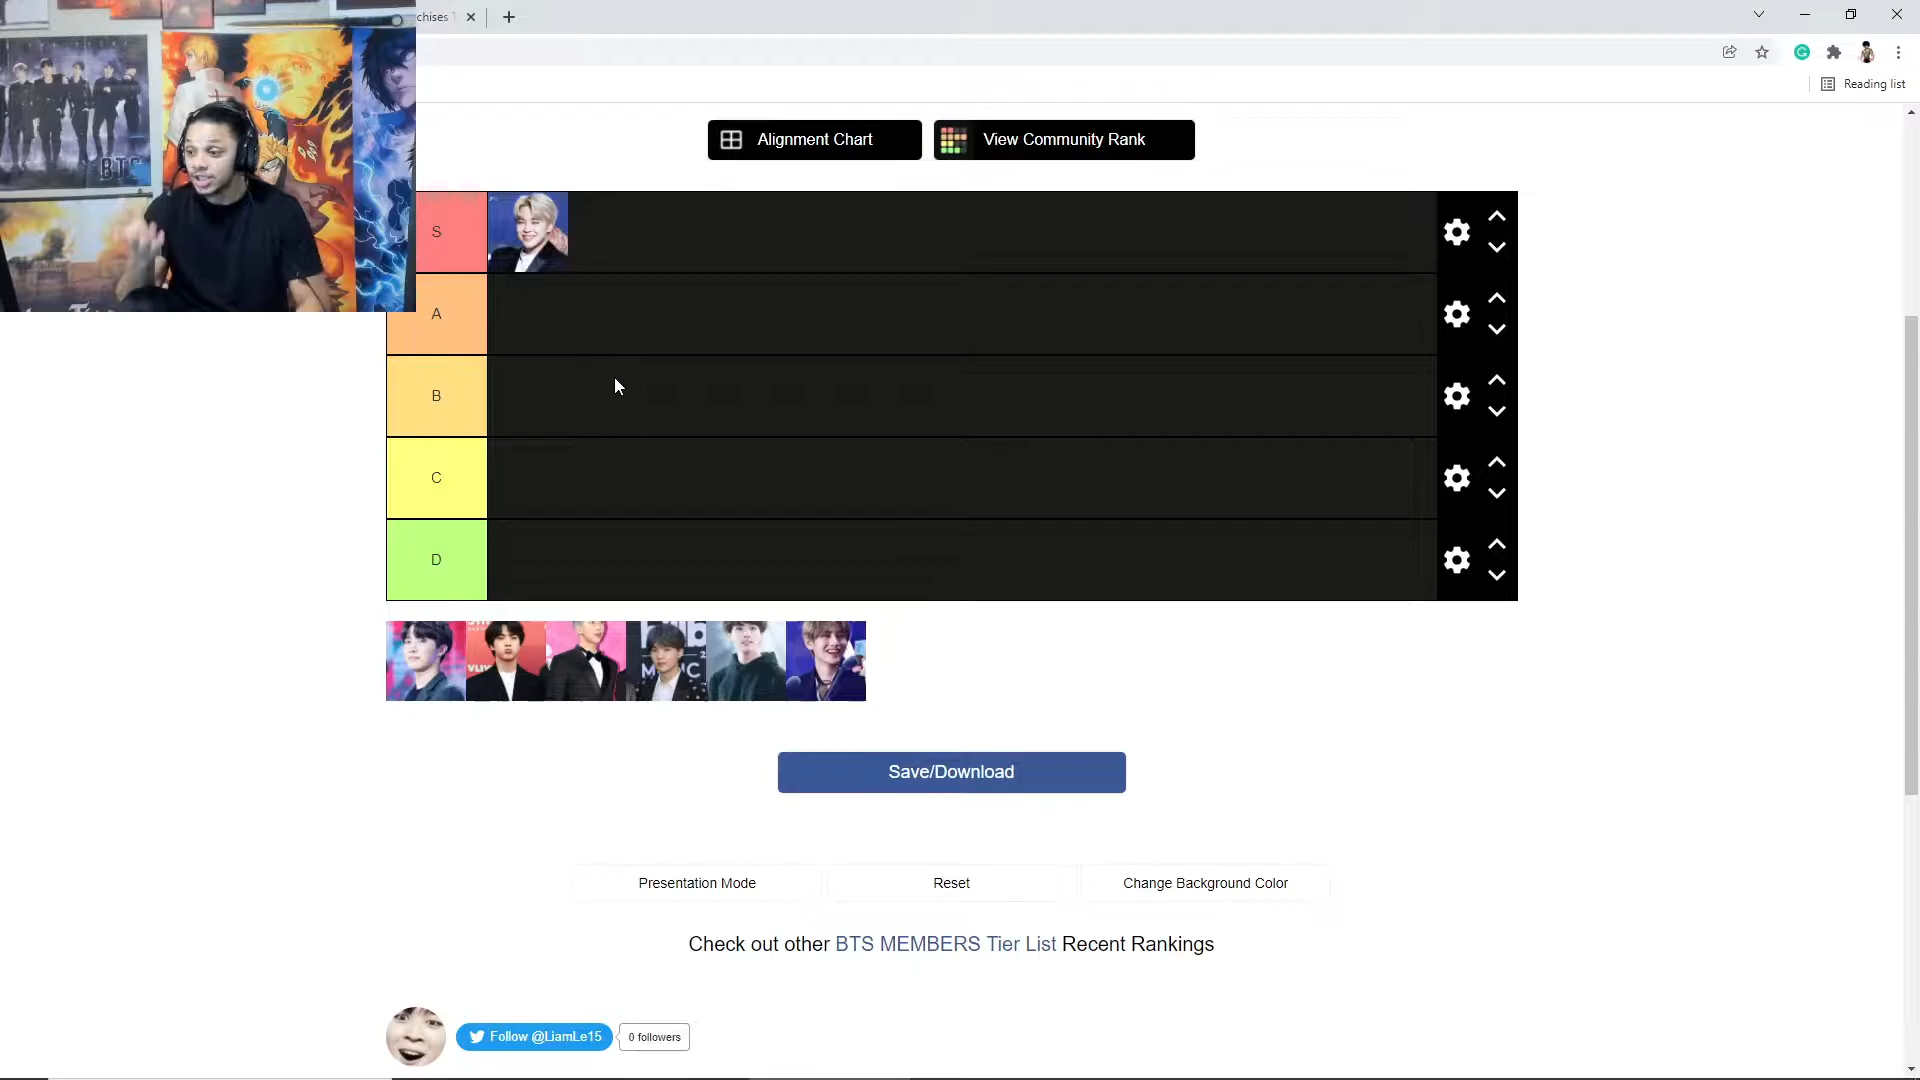 chises T
Reading list
BTS
Alignment Chart
View Community Rank
S
A
B
C
D
Save/Download
Presentation Mode
Reset
Change Background Color
Check out other BTS MEMBERS Tier List Recent Rankings
Follow @LiamLe15
0 followers